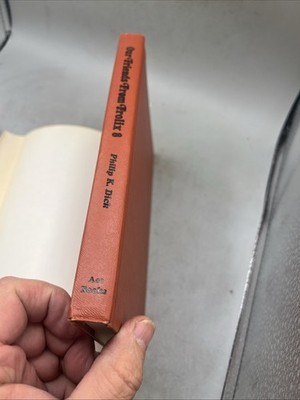 Our Friends From Frolix 8
Philip K. Dick
Ace
Books